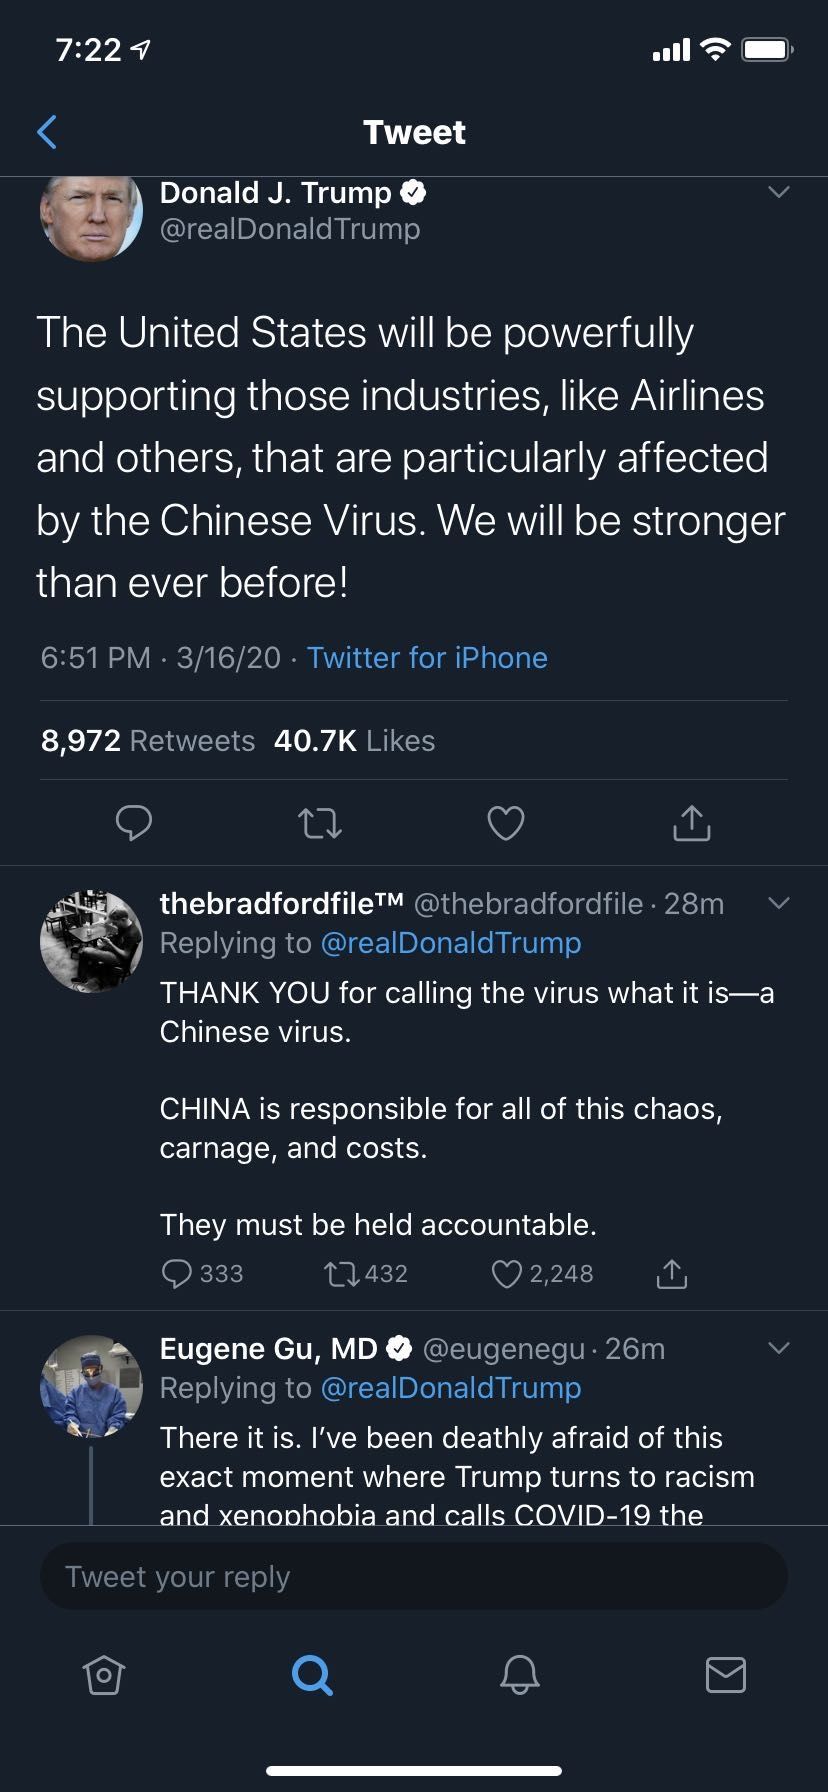 7:22
Tweet
Donald J. Trump
@realDonaldTrump
The United States will be powerfully
supporting those industries, like Airlines
and others, that are particularly affected
by the Chinese Virus. We will be stronger
than ever before!
6:51 PM · 3/16/20 · Twitter for iPhone
8,972 Retweets 40.7K Likes
thebradfordfile™ @thebradfordfile · 28m
Replying to @realDonaldTrump
THANK YOU for calling the virus what it is—a
Chinese virus.
CHINA is responsible for all of this chaos,
carnage, and costs.
They must be held accountable.
333 432 2,248
Eugene Gu, MD @eugenegu · 26m
Replying to @realDonaldTrump
There it is. I’ve been deathly afraid of this
exact moment where Trump turns to racism
and xenophobia and calls COVID-19 the
Tweet your reply